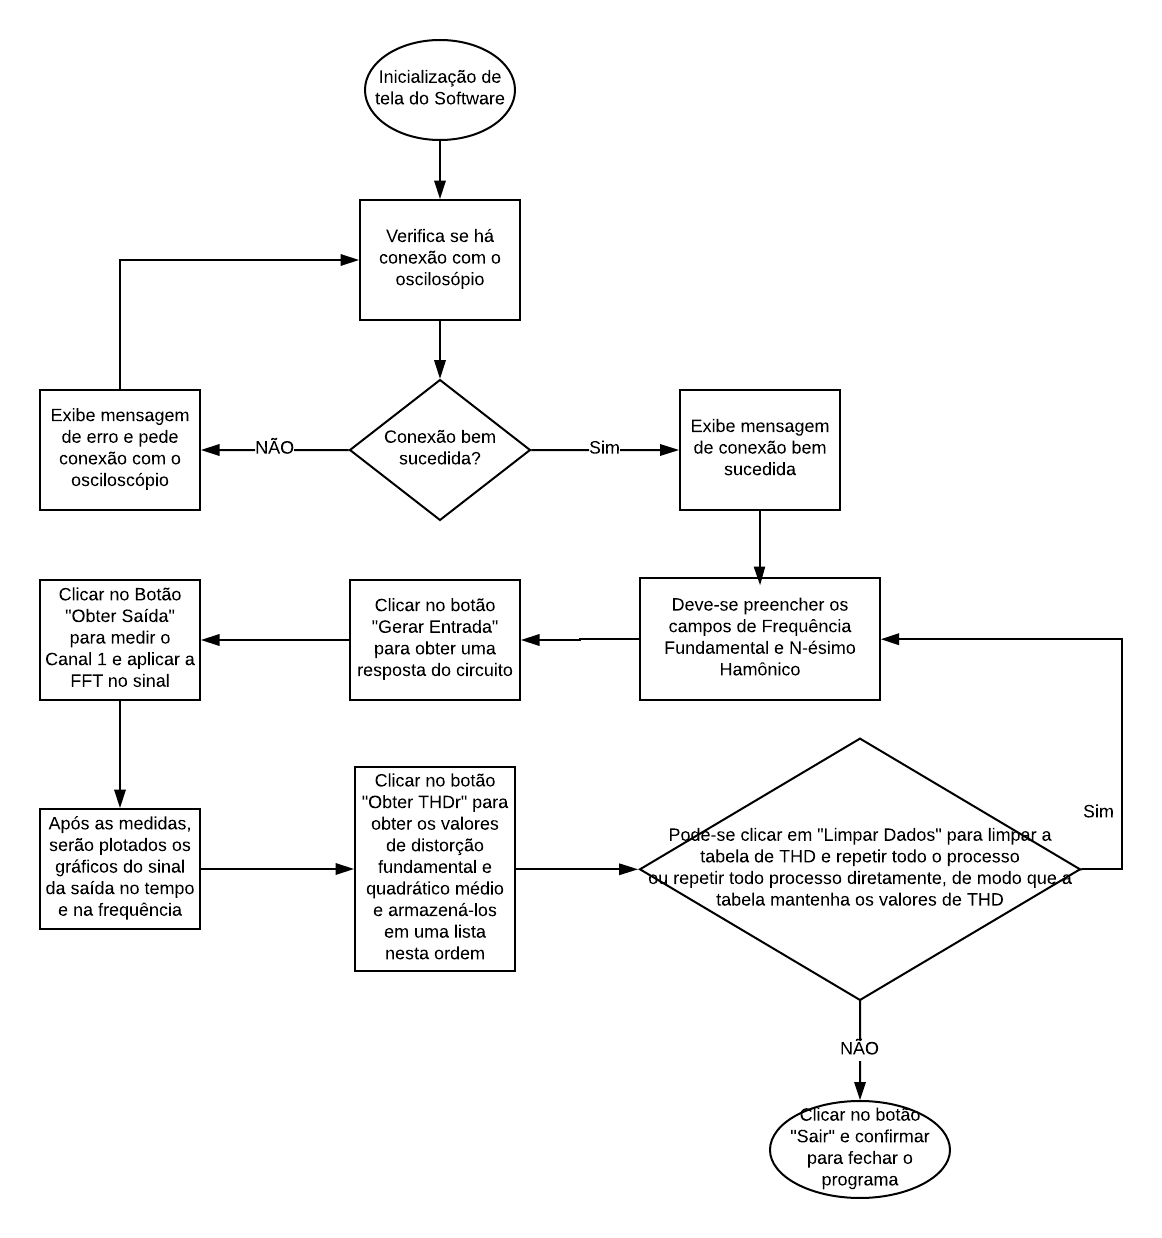 Inicialização de
tela do Software
Verifica se há
conexão com o
oscilosópio
Conexão bem
sucedida?
NÃO
Sim
Exibe mensagem
de erro e pede
conexão com o
osciloscópio
Exibe mensagem
de conexão bem
sucedida
Deve-se preencher os
campos de Frequência
Fundamental e N-ésimo
Hamônico
Clicar no botão
"Gerar Entrada"
para obter uma
resposta do circuito
Clicar no Botão
"Obter Saída"
para medir o
Canal 1 e aplicar a
FFT no sinal
Após as medidas,
serão plotados os
gráficos do sinal
da saída no tempo
e na frequência
Clicar no botão
"Obter THDr" para
obter os valores
de distorção
fundamental e
quadrático médio
e armazená-los
em uma lista
nesta ordem
Pode-se clicar em "Limpar Dados" para limpar a
tabela de THD e repetir todo o processo
ou repetir todo processo diretamente, de modo que a
tabela mantenha os valores de THD
Sim
NÃO
Clicar no botão
"Sair" e confirmar
para fechar o
programa